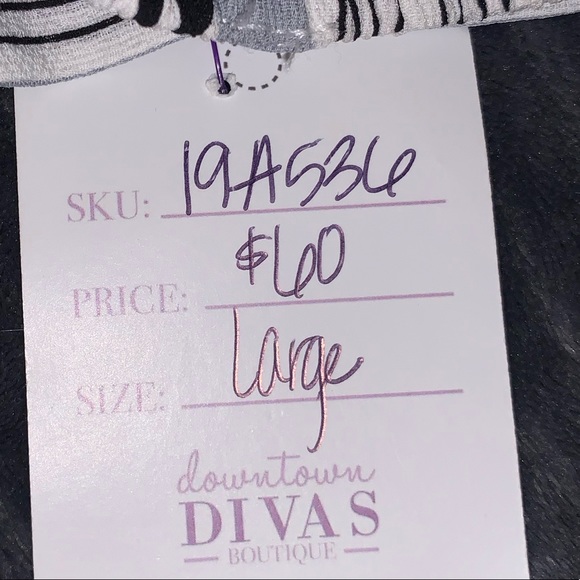 SKU: 19A536
PRICE: $60
SIZE: Large
downtown
DIVAS
BOUTIQUE